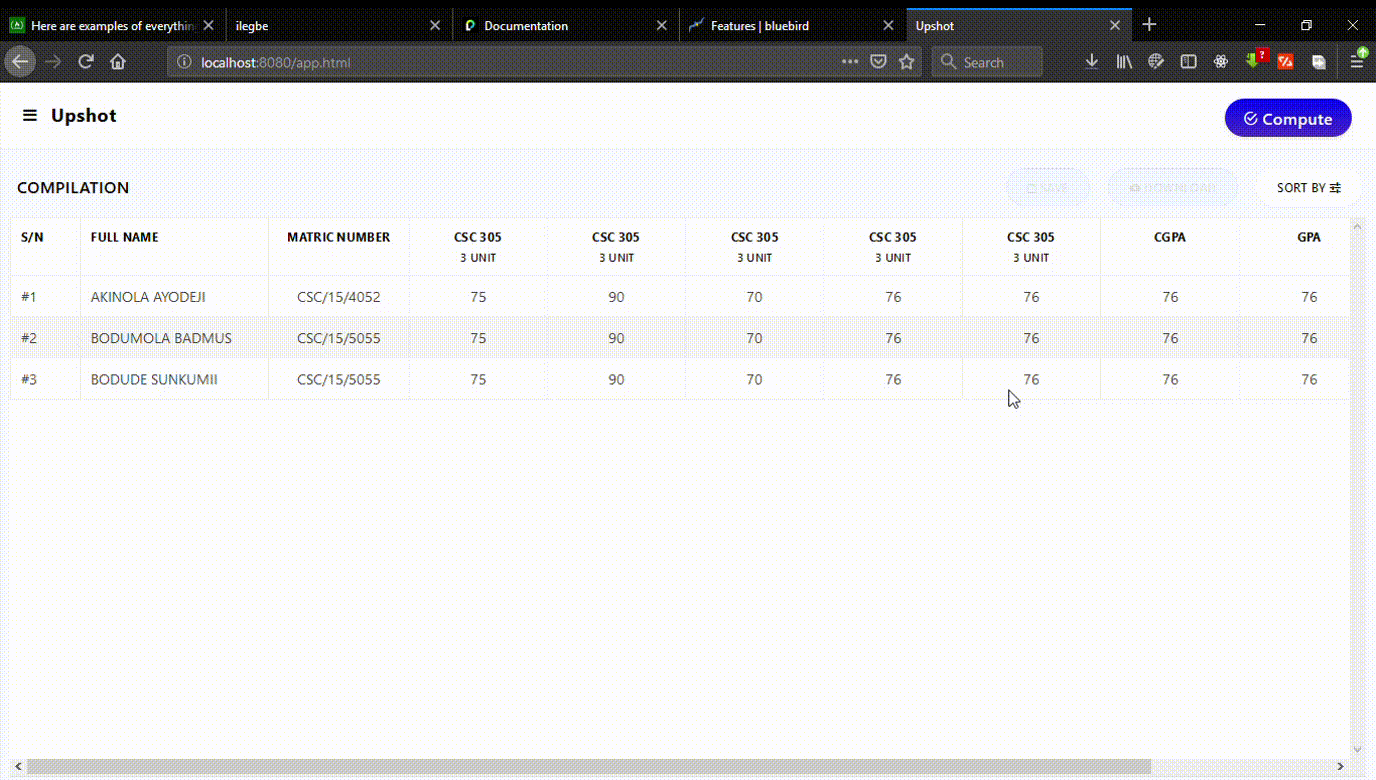 Here are examples of everythin
ilegbe
Documentation
Features | bluebird
Upshot
localhost:8080/app.html
Search
?
Upshot
Compute
COMPILATION
SAVE
DOWNLOAD
SORT BY
S/N FULL NAME MATRIC NUMBER CSC 305 CSC 305 CSC 305 CSC 305 CSC 305 CGPA GPA
3 UNIT 3 UNIT 3 UNIT 3 UNIT 3 UNIT
#1 AKINOLA AYODEJI CSC/15/4052 75 90 70 76 76 76 76
#2 BODUMOLA BADMUS CSC/15/5055 75 90 70 76 76 76 76
#3 BODUDE SUNKUMII CSC/15/5055 75 90 70 76 76 76 76